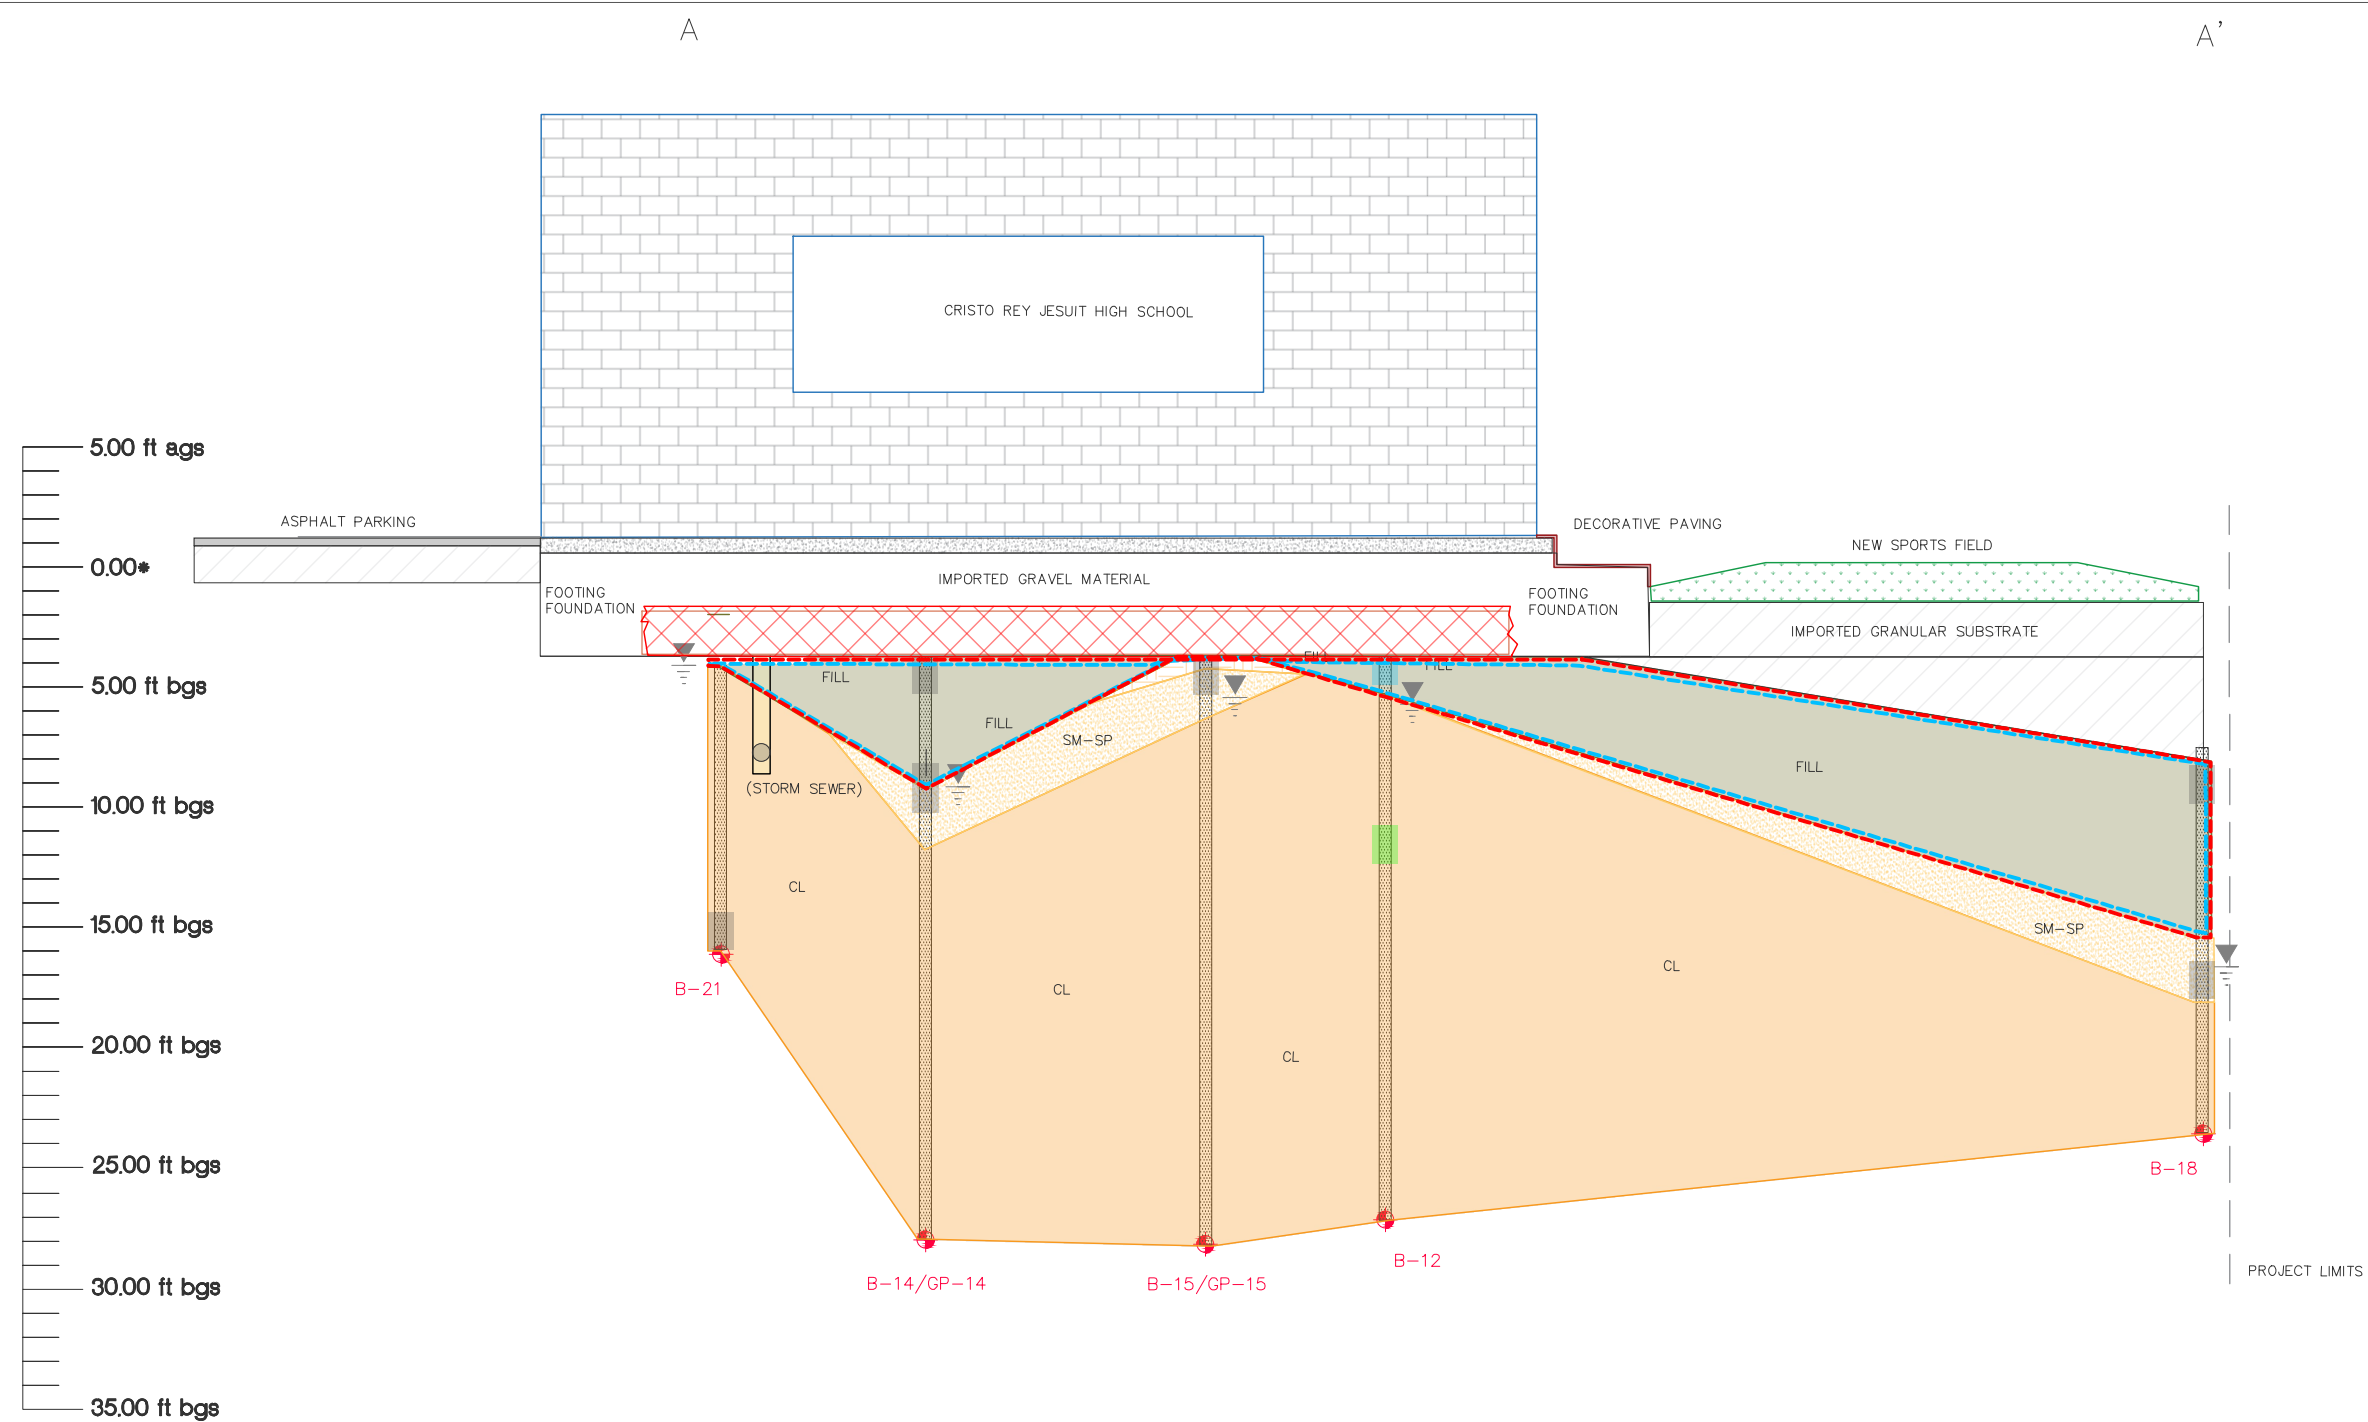 A
A'
CRISTO REY JESUIT HIGH SCHOOL
5.00 ft ags
ASPHALT PARKING
DECORATIVE PAVING
NEW SPORTS FIELD
0.00*
IMPORTED GRAVEL MATERIAL
FOOTING
FOUNDATION
FOOTING
FOUNDATION
IMPORTED GRANULAR SUBSTRATE
FILL
FILL
FILL
5.00 ft bgs
FILL
SM-SP
FILL
(STORM SEWER)
10.00 ft bgs
CL
15.00 ft bgs
SM-SP
CL
B-21
CL
20.00 ft bgs
CL
25.00 ft bgs
B-18
B-12
PROJECT LIMITS
B-14/GP-14
B-15/GP-15
30.00 ft bgs
35.00 ft bgs